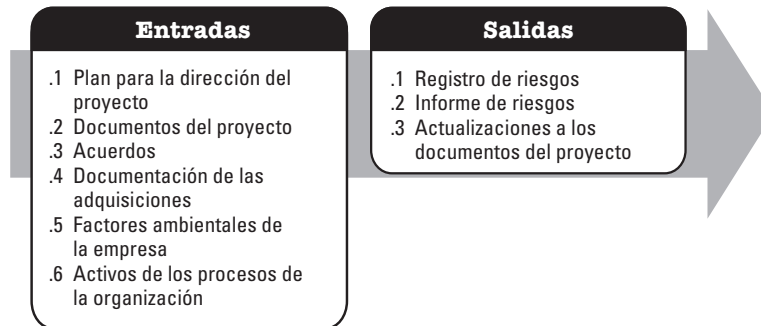 Entradas
.1 Plan para la dirección del
proyecto
.2 Documentos del proyecto
.3 Acuerdos
.4 Documentación de las
adquisiciones
.5 Factores ambientales de
la empresa
.6 Activos de los procesos de
la organización
Salidas
.1 Registro de riesgos
.2 Informe de riesgos
.3 Actualizaciones a los
documentos del proyecto